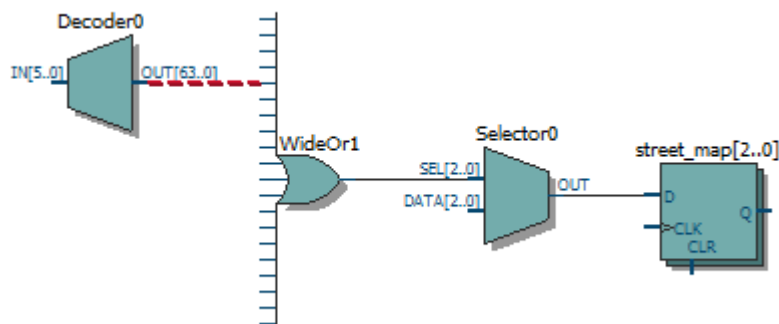 Decoder0
IN[5..0]
OUT[63..0]
WideOr1
Selector0
SEL[2..0]
DATA[2..0]
OUT
street_map[2..0]
D
Q
CLK
CLR